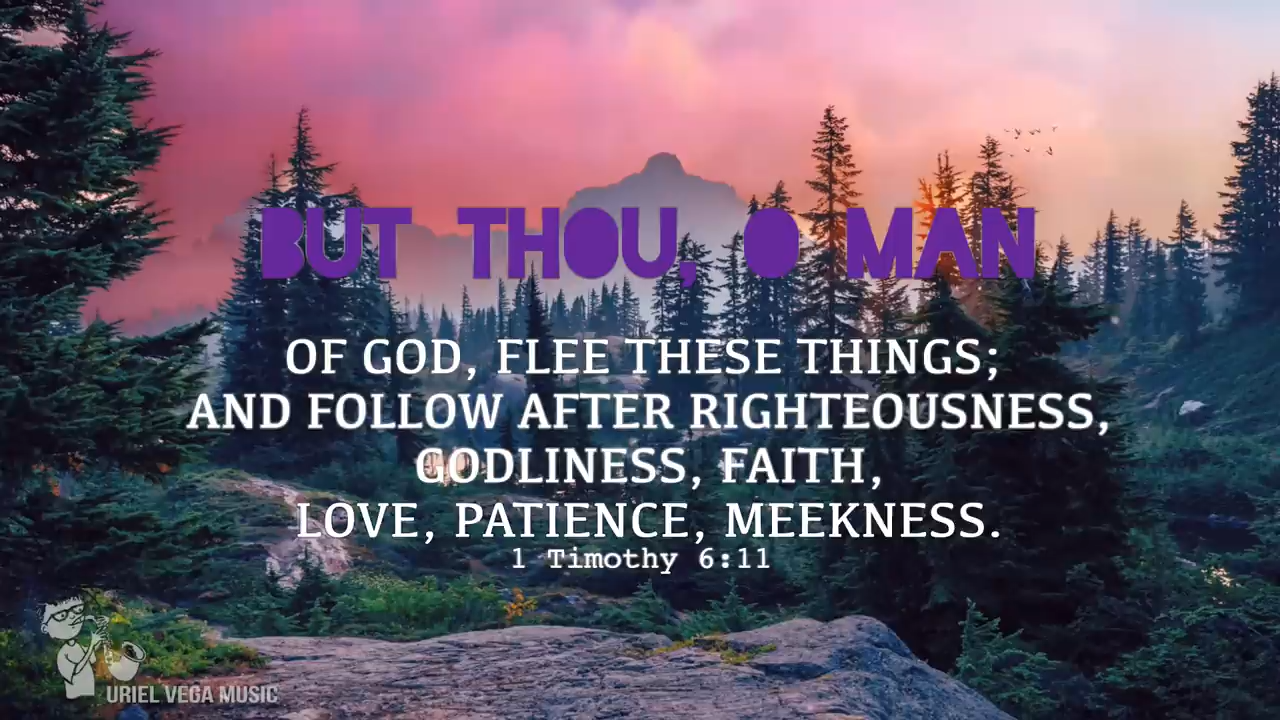 BUT THOU, O MAN
OF GOD, FLEE THESE THINGS;
AND FOLLOW AFTER RIGHTEOUSNESS,
GODLINESS, FAITH,
LOVE, PATIENCE, MEEKNESS.
1 Timothy 6:11
URIEL VEGA MUSIC